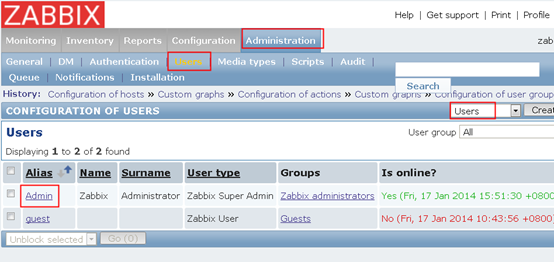 ZABBIX
Help | Get support | Print | Profile
Monitoring | Inventory | Reports | Configuration | Administration
zab
General | DM | Authentication | Users | Media types | Scripts | Audit |
Queue | Notifications | Installation
Search
History: Configuration of hosts » Custom graphs » Configuration of actions » Custom graphs » Configuration of user group
CONFIGURATION OF USERS
Users
Creat
Users
User group All
Displaying 1 to 2 of 2 found
Alias Name Surname User type Groups Is online?
Admin Zabbix Administrator Zabbix Super Admin Zabbix administrators Yes (Fri, 17 Jan 2014 15:51:30 +0800
guest Zabbix User Guests No (Fri, 17 Jan 2014 10:43:56 +0800)
Unblock selected Go (0)